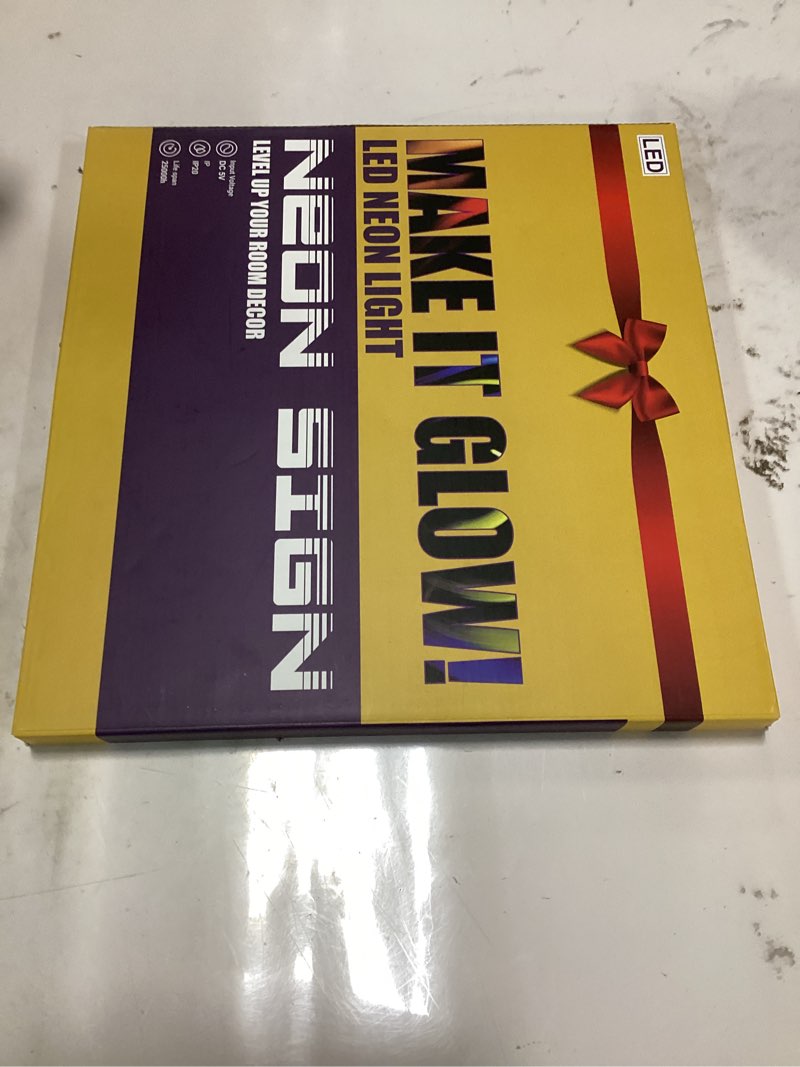 LED
MAKE IT GLOW!
LED NEON LIGHT
NEON SIGN
LEVEL UP YOUR ROOM DECOR
Input Voltage
DC 5V
IP
IP20
Life span
25000h